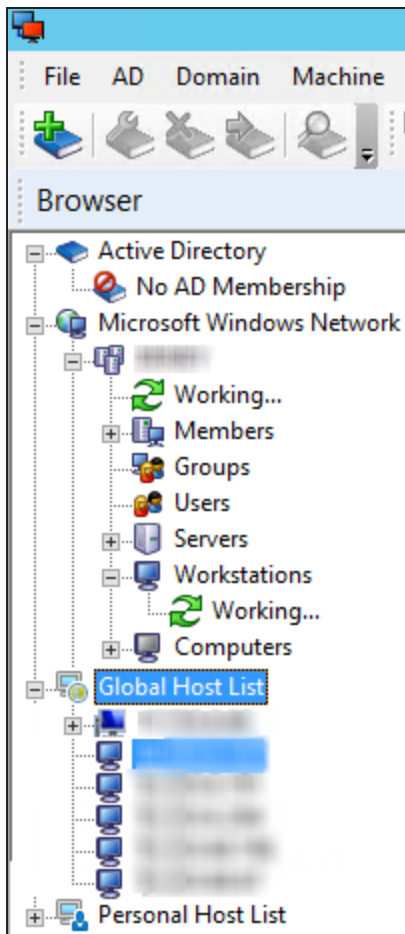 File AD Domain Machine
Browser
Active Directory
No AD Membership
Microsoft Windows Network
Working...
Members
Groups
Users
Servers
Workstations
Working...
Computers
Global Host List
Personal Host List